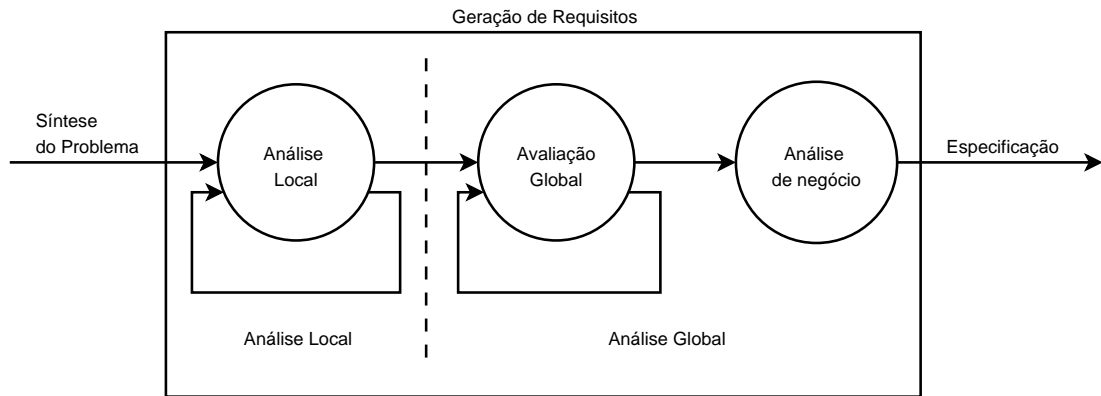 Geração de Requisitos
Síntese
do Problema
Análise
Local
Avaliação
Global
Análise
de negócio
Especificação
Análise Local
Análise Global